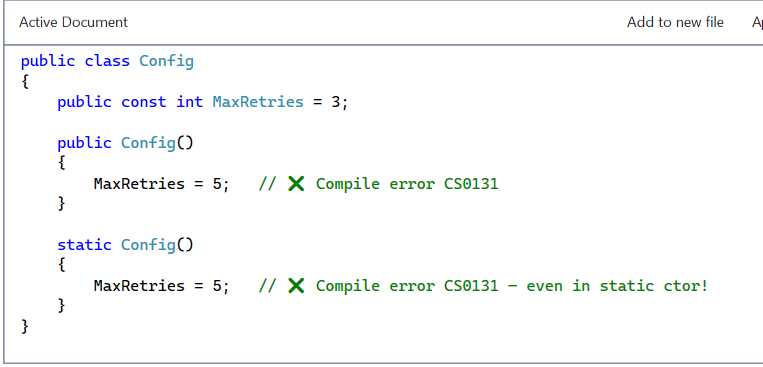 Active Document
Add to new file
public class Config
{
    public const int MaxRetries = 3;
    public Config()
    {
        MaxRetries = 5;   // ❌ Compile error CS0131
    }
    static Config()
    {
        MaxRetries = 5;   // ❌ Compile error CS0131 — even in static ctor!
    }
}